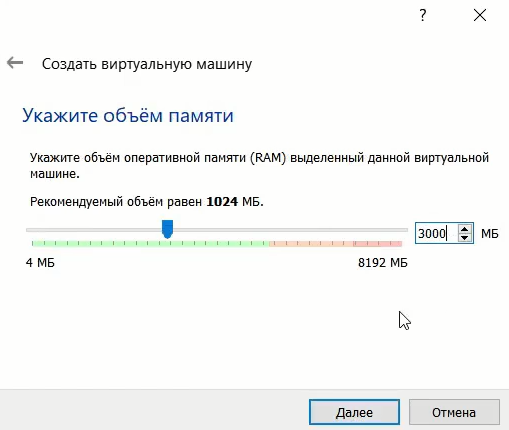 ?
Создать виртуальную машину
Укажите объём памяти
Укажите объём оперативной памяти (RAM) выделенный данной виртуальной
машине.
Рекомендуемый объём равен 1024 МБ.
3000 МБ
4 МБ 8192 МБ
Далее Отмена